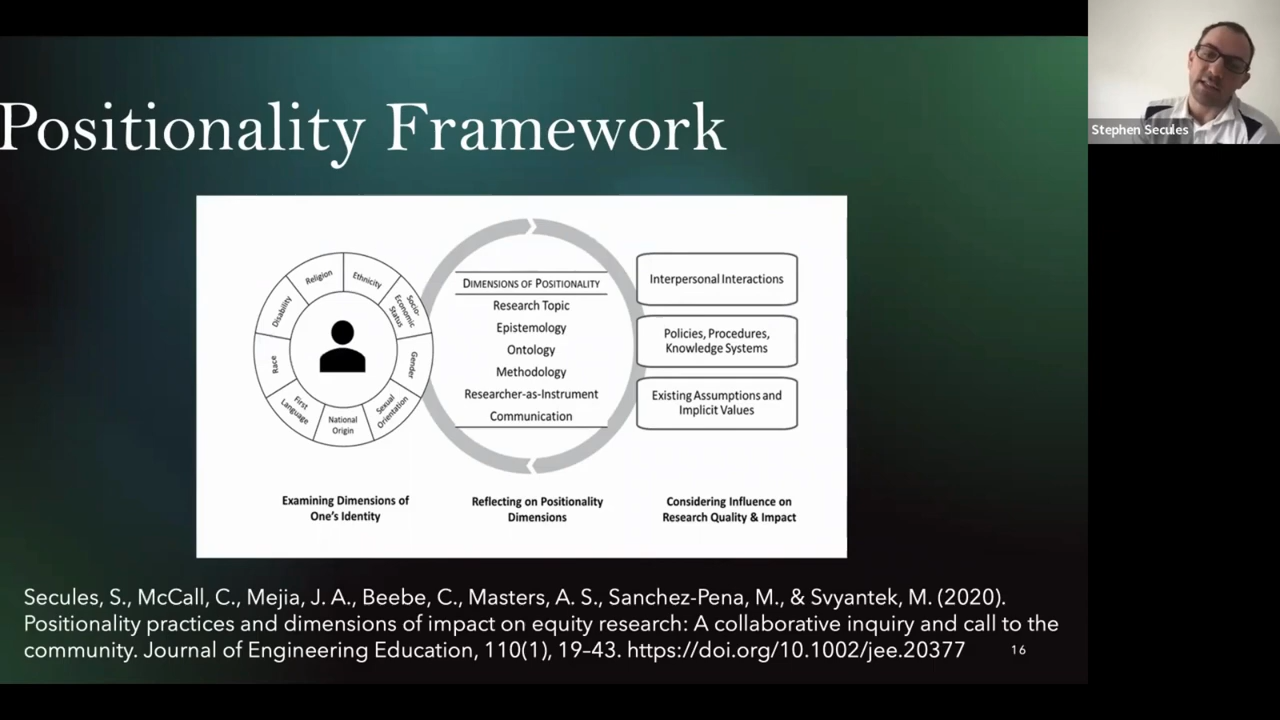 Positionality Framework
Stephen Secules
Religion
Ethnicity
Socio-
Economic
Status
Gender
Sexual
Orientation
National
Origin
First
Language
Race
Disability
DIMENSIONS OF POSITIONALITY
Research Topic
Epistemology
Ontology
Methodology
Researcher-as-Instrument
Communication
Interpersonal Interactions
Policies, Procedures,
Knowledge Systems
Existing Assumptions and
Implicit Values
Examining Dimensions of
One's Identity
Reflecting on Positionality
Dimensions
Considering Influence on
Research Quality & Impact
Secules, S., McCall, C., Mejia, J. A., Beebe, C., Masters, A. S., Sanchez-Pena, M., & Svyantek, M. (2020).
Positionality practices and dimensions of impact on equity research: A collaborative inquiry and call to the
community. Journal of Engineering Education, 110(1), 19–43. https://doi.org/10.1002/jee.20377
16